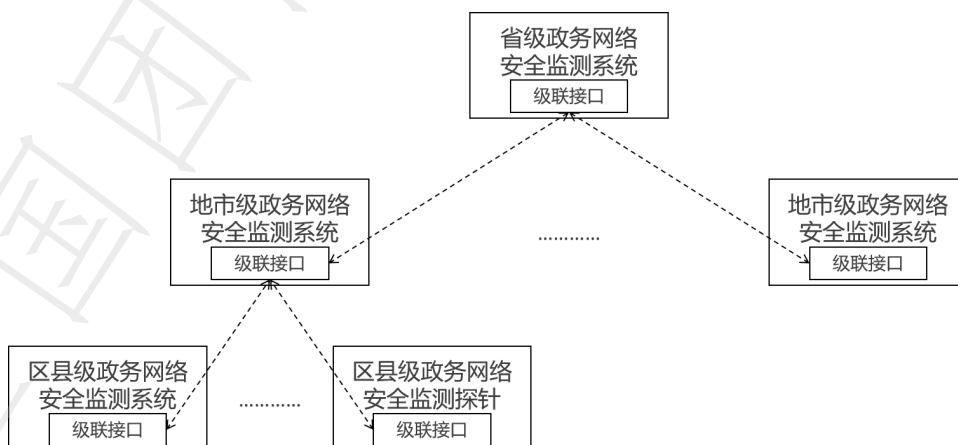 省级政务网络
安全监测系统
级联接口
地市级政务网络
安全监测系统
级联接口
…………
地市级政务网络
安全监测系统
级联接口
区县级政务网络
安全监测系统
级联接口
…………
区县级政务网络
安全监测探针
级联接口